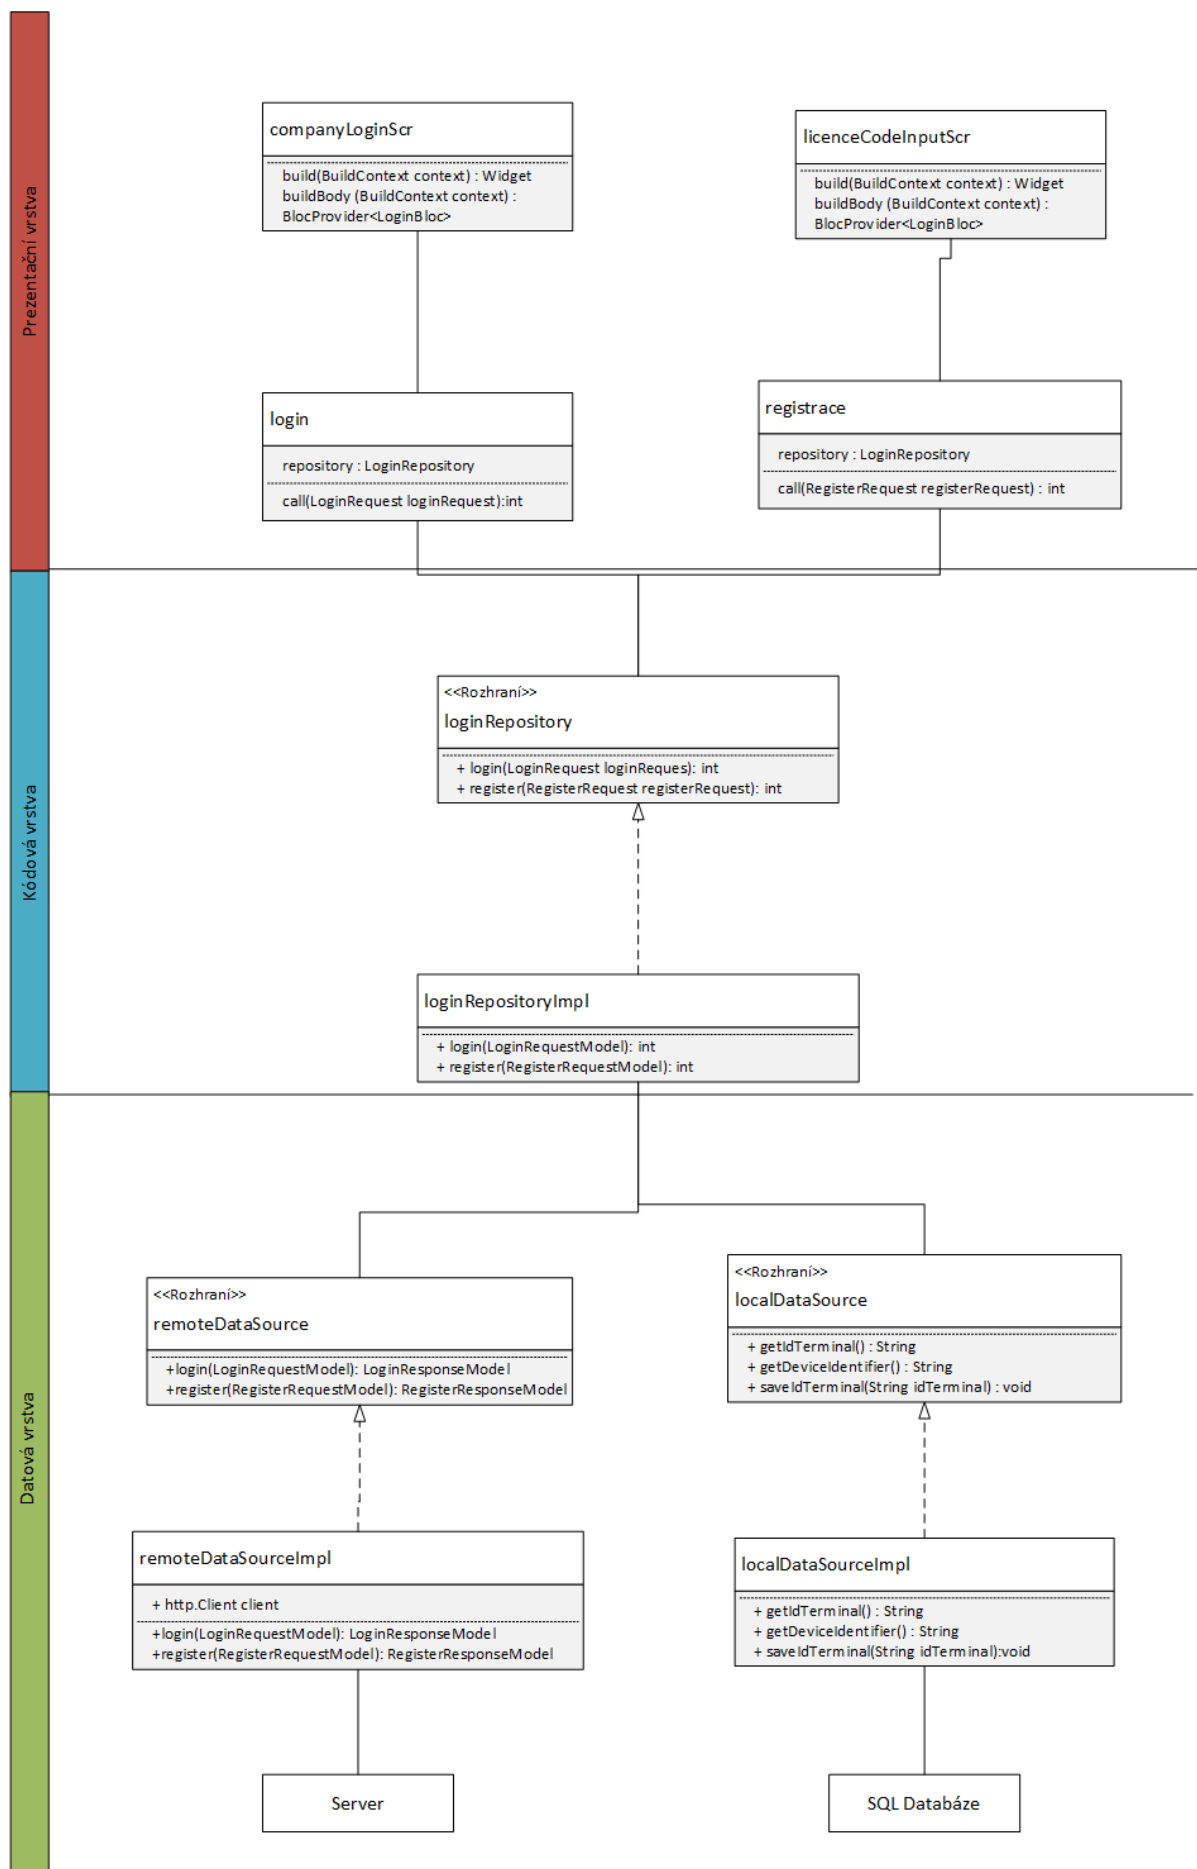 Prezentační vrstva
companyLoginScr
build(BuildContext context) : Widget
buildBody (BuildContext context) :
BlocProvider<LoginBloc>
licenceCodeInputScr
build(BuildContext context) : Widget
buildBody (BuildContext context) :
BlocProvider<LoginBloc>
login
repository : LoginRepository
call(LoginRequest loginRequest):int
registrace
repository : LoginRepository
call(RegisterRequest registerRequest) : int
Kódová vrstva
<<Rozhraní>>
loginRepository
+ login(LoginRequest loginReques): int
+ register(RegisterRequest registerRequest): int
loginRepositoryImpl
+ login(LoginRequestModel): int
+ register(RegisterRequestModel): int
Datová vrstva
<<Rozhraní>>
remoteDataSource
+login(LoginRequestModel): LoginResponseModel
+register(RegisterRequestModel): RegisterResponseModel
<<Rozhraní>>
localDataSource
+ getIdTerminal() : String
+ getDeviceIdentifier() : String
+ saveIdTerminal(String idTerminal) : void
remoteDataSourceImpl
+ http.Client client
+login(LoginRequestModel): LoginResponseModel
+register(RegisterRequestModel): RegisterResponseModel
localDataSourceImpl
+ getIdTerminal() : String
+ getDeviceIdentifier() : String
+ saveIdTerminal(String idTerminal):void
Server
SQL Databáze